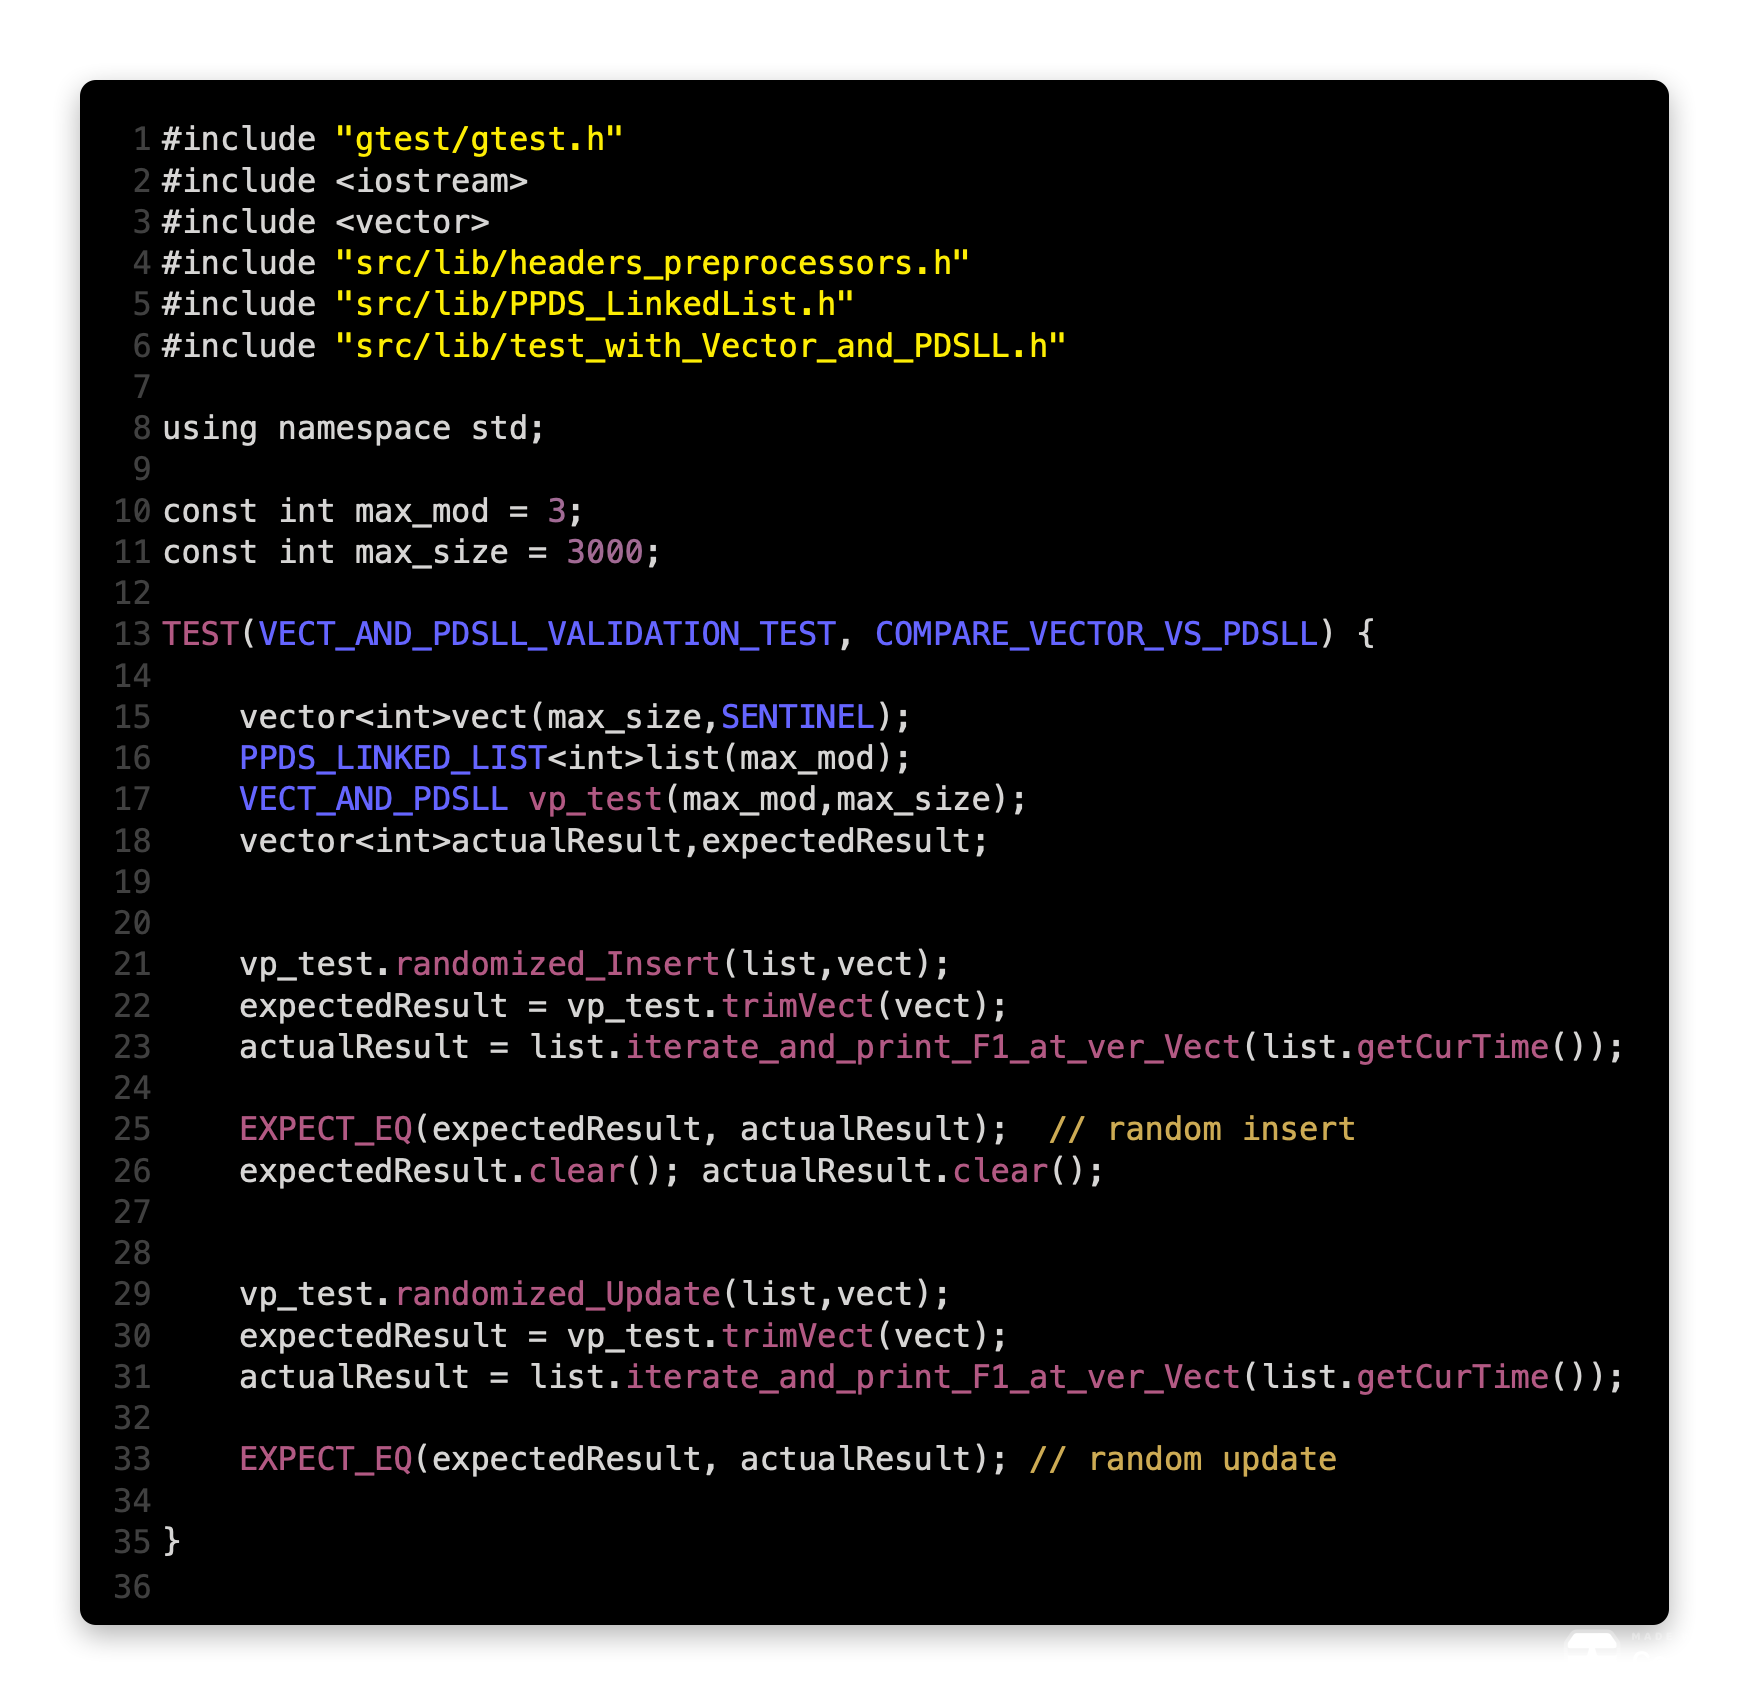 1 #include "gtest/gtest.h"
2 #include <iostream>
3 #include <vector>
4 #include "src/lib/headers_preprocessors.h"
5 #include "src/lib/PPDS_LinkedList.h"
6 #include "src/lib/test_with_Vector_and_PDSLL.h"
7
8 using namespace std;
9
10 const int max_mod = 3;
11 const int max_size = 3000;
12
13 TEST(VECT_AND_PDSLL_VALIDATION_TEST, COMPARE_VECTOR_VS_PDSLL) {
14
15     vector<int>vect(max_size,SENTINEL);
16     PPDS_LINKED_LIST<int>list(max_mod);
17     VECT_AND_PDSLL vp_test(max_mod,max_size);
18     vector<int>actualResult,expectedResult;
19
20
21     vp_test.randomized_Insert(list,vect);
22     expectedResult = vp_test.trimVect(vect);
23     actualResult = list.iterate_and_print_F1_at_ver_Vect(list.getCurTime());
24
25     EXPECT_EQ(expectedResult, actualResult);  // random insert
26     expectedResult.clear(); actualResult.clear();
27
28
29     vp_test.randomized_Update(list,vect);
30     expectedResult = vp_test.trimVect(vect);
31     actualResult = list.iterate_and_print_F1_at_ver_Vect(list.getCurTime());
32
33     EXPECT_EQ(expectedResult, actualResult); // random update
34
35 }
36